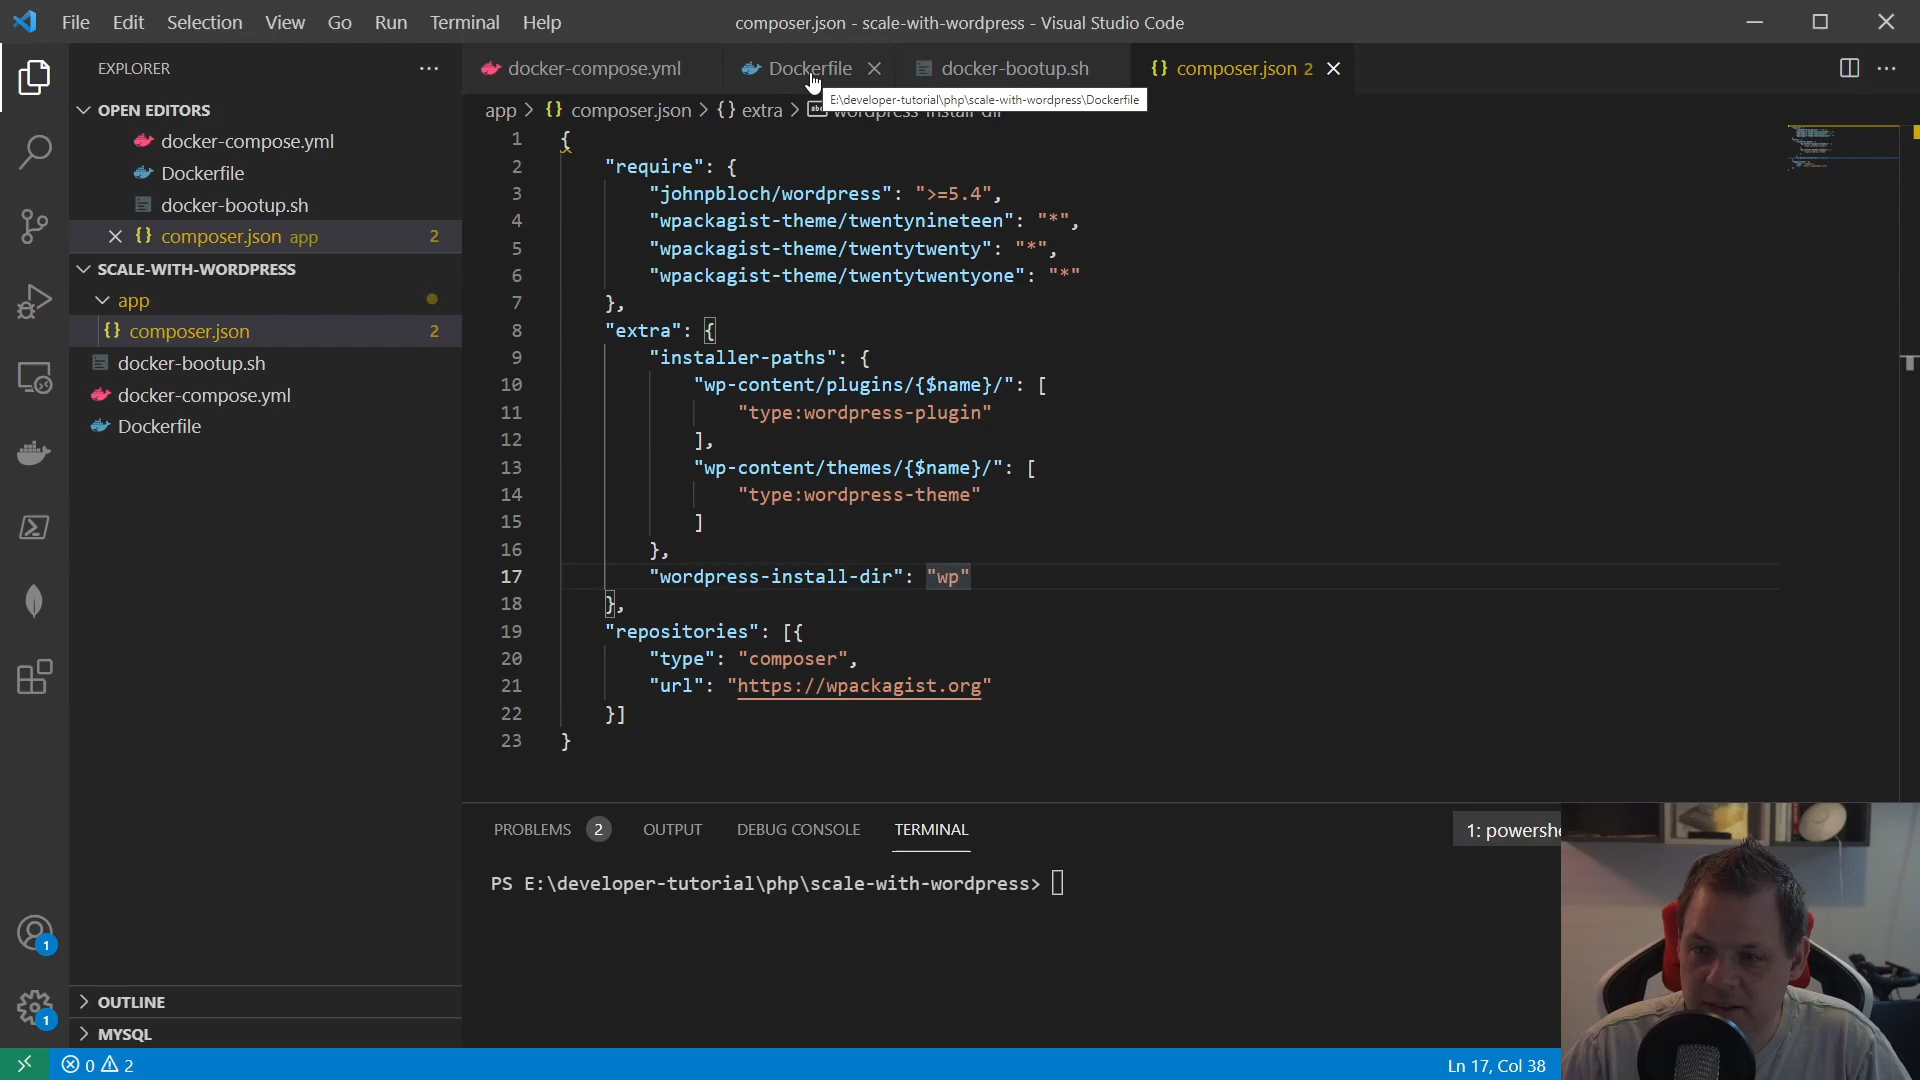 File Edit Selection View Go Run Terminal Help
composer.json - scale-with-wordpress - Visual Studio Code
EXPLORER
OPEN EDITORS
docker-compose.yml
Dockerfile
docker-bootup.sh
composer.json app 2
SCALE-WITH-WORDPRESS
app
composer.json 2
docker-bootup.sh
docker-compose.yml
Dockerfile
OUTLINE
MYSQL
1
1
docker-compose.yml Dockerfile docker-bootup.sh composer.json 2
E:\developer-tutorial\php\scale-with-wordpress\Dockerfile
app > {} composer.json > {} extra > wordpress-install-dir
1 {
2 "require": {
3 "johnpbloch/wordpress": ">=5.4",
4 "wpackagist-theme/twentynineteen": "*",
5 "wpackagist-theme/twentytwenty": "*",
6 "wpackagist-theme/twentytwentyone": "*"
7 },
8 "extra": {
9 "installer-paths": {
10 "wp-content/plugins/{$name}/": [
11 "type:wordpress-plugin"
12 ],
13 "wp-content/themes/{$name}/": [
14 "type:wordpress-theme"
15 ]
16 },
17 "wordpress-install-dir": "wp"
18 },
19 "repositories": [{
20 "type": "composer",
21 "url": "https://wpackagist.org"
22 }]
23 }
PROBLEMS 2 OUTPUT DEBUG CONSOLE TERMINAL
1: powershe
PS E:\developer-tutorial\php\scale-with-wordpress>
0 2
Ln 17, Col 38